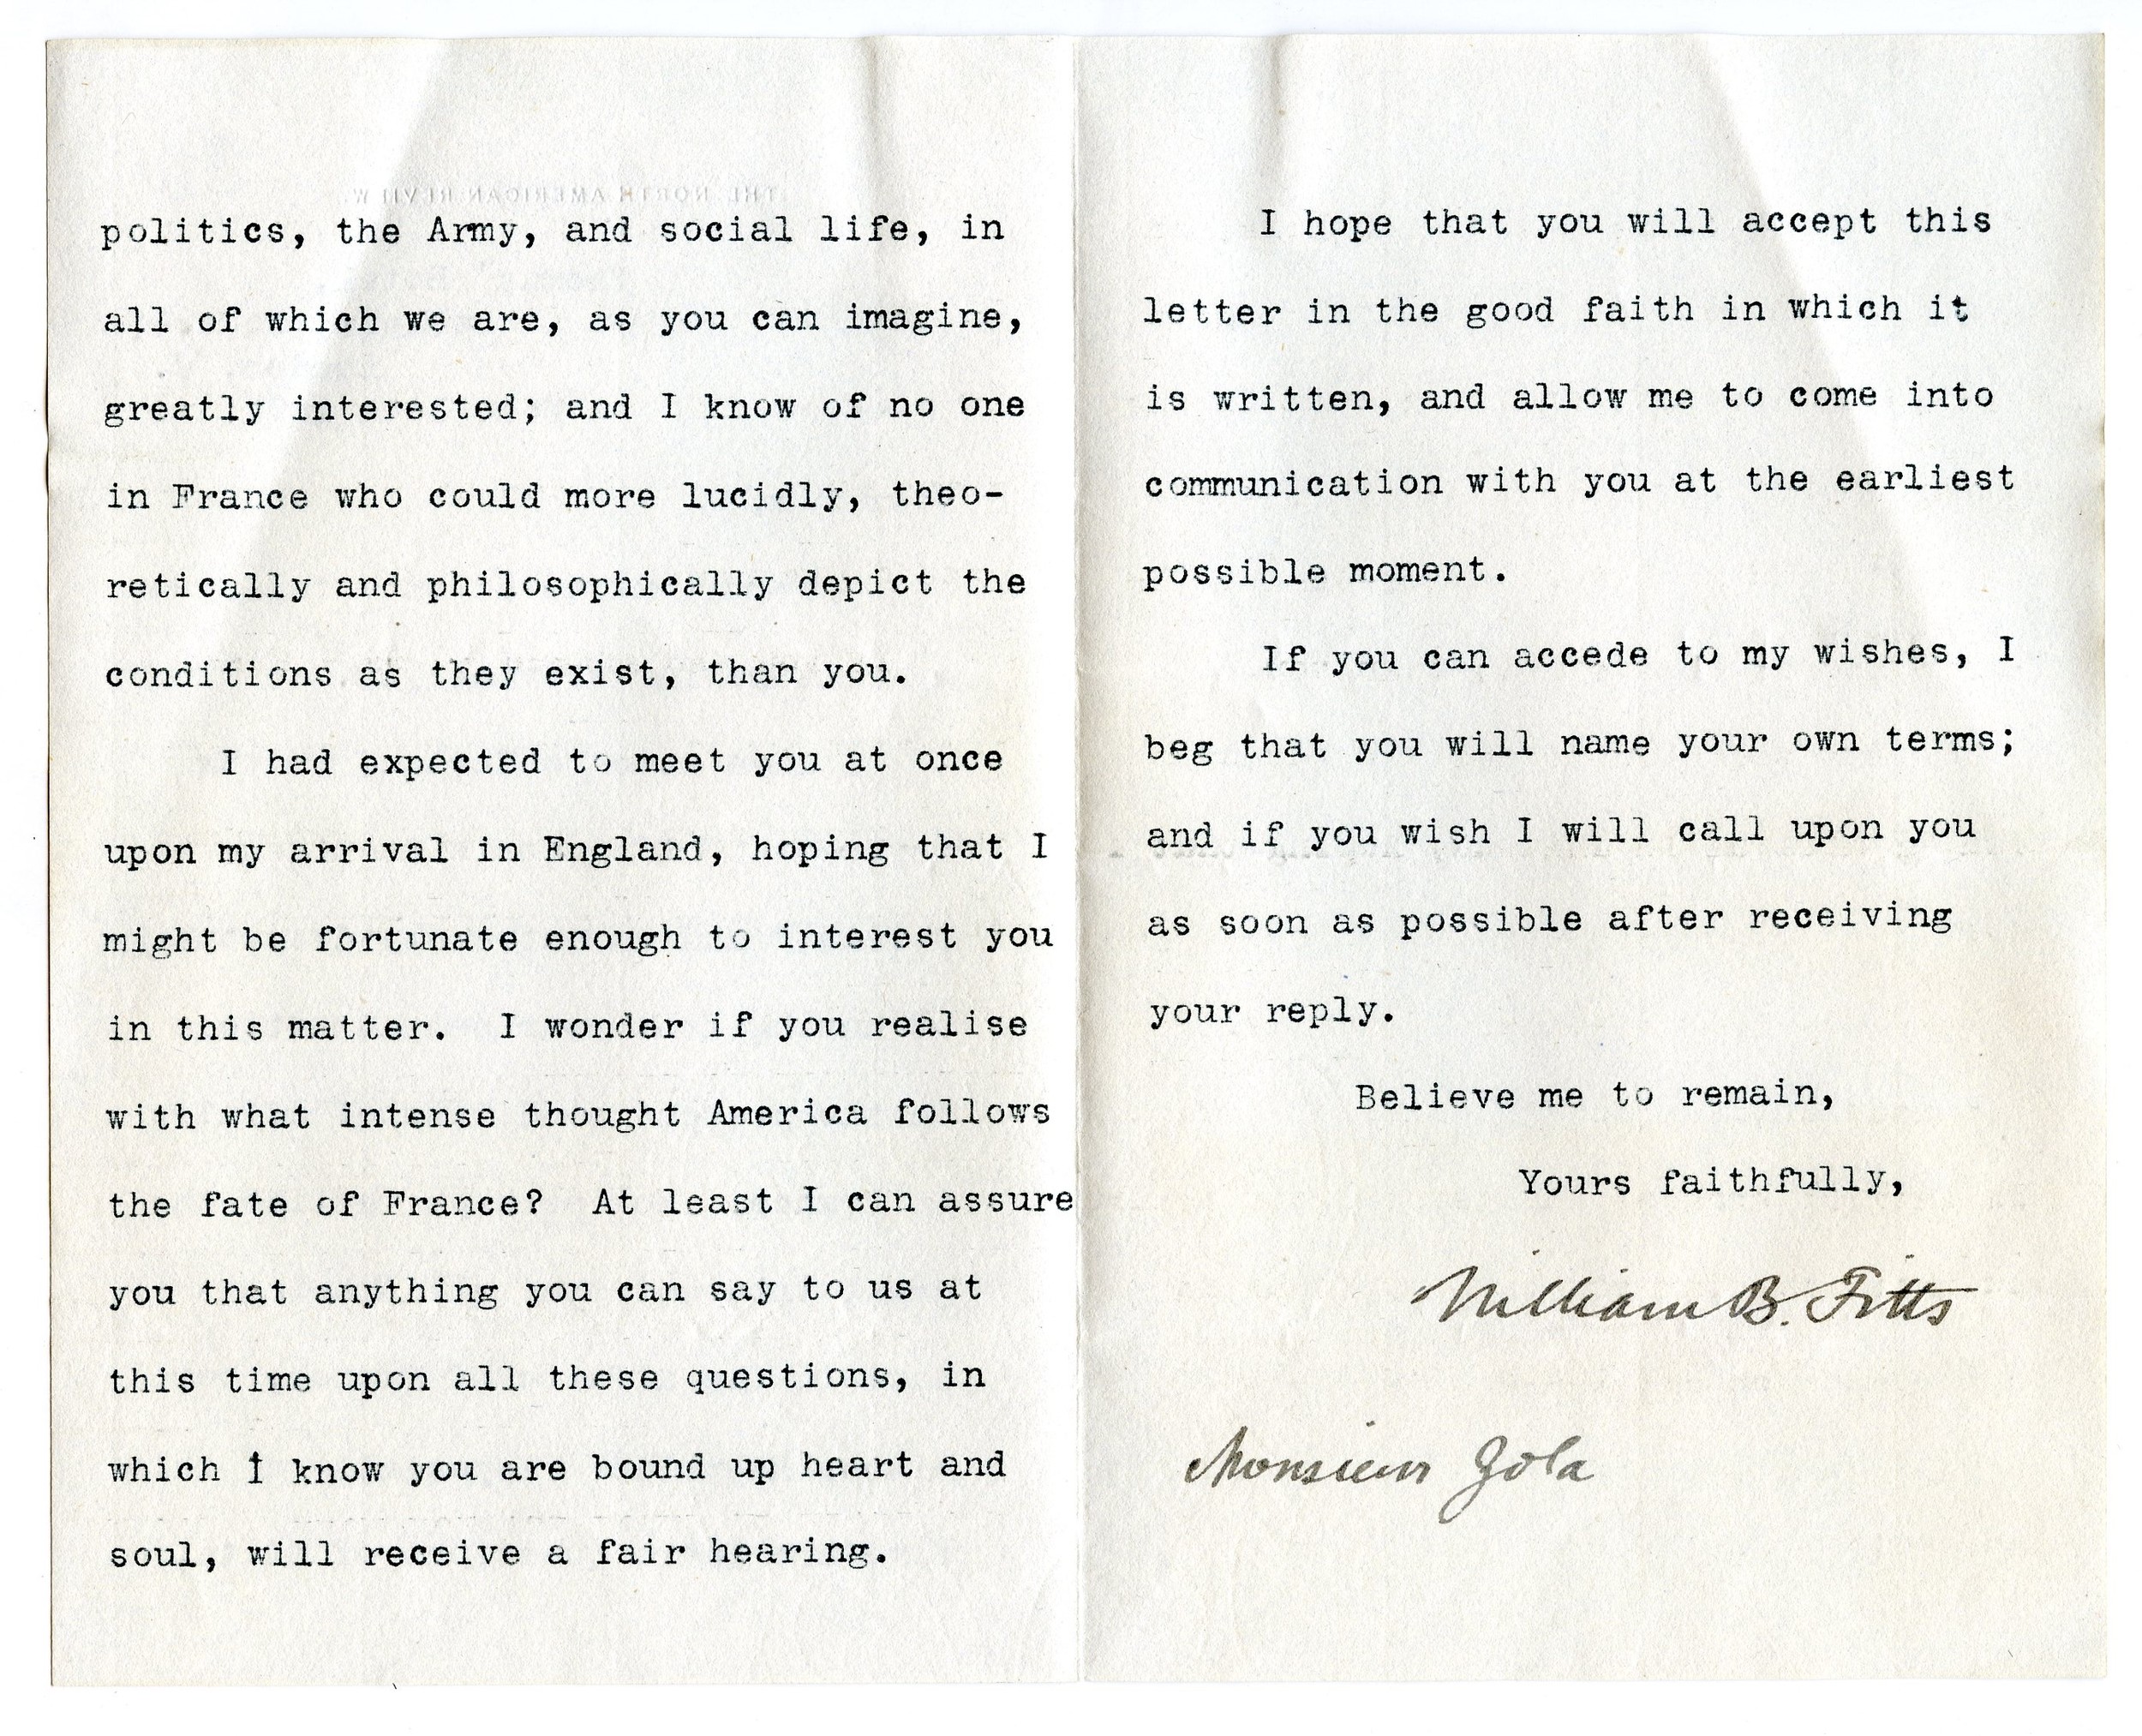 THE NORTH AMERICAN REVIEW.
politics, the Army, and social life, in
all of which we are, as you can imagine,
greatly interested; and I know of no one
in France who could more lucidly, theo-
retically and philosophically depict the
conditions as they exist, than you.
I had expected to meet you at once
upon my arrival in England, hoping that I
might be fortunate enough to interest you
in this matter.  I wonder if you realise
with what intense thought America follows
the fate of France?  At least I can assure
you that anything you can say to us at
this time upon all these questions, in
which I know you are bound up heart and
soul, will receive a fair hearing.
I hope that you will accept this
letter in the good faith in which it
is written, and allow me to come into
communication with you at the earliest
possible moment.
If you can accede to my wishes, I
beg that you will name your own terms;
and if you wish I will call upon you
as soon as possible after receiving
your reply.
Believe me to remain,
Yours faithfully,
William B. Fitts
Monsieur Zola